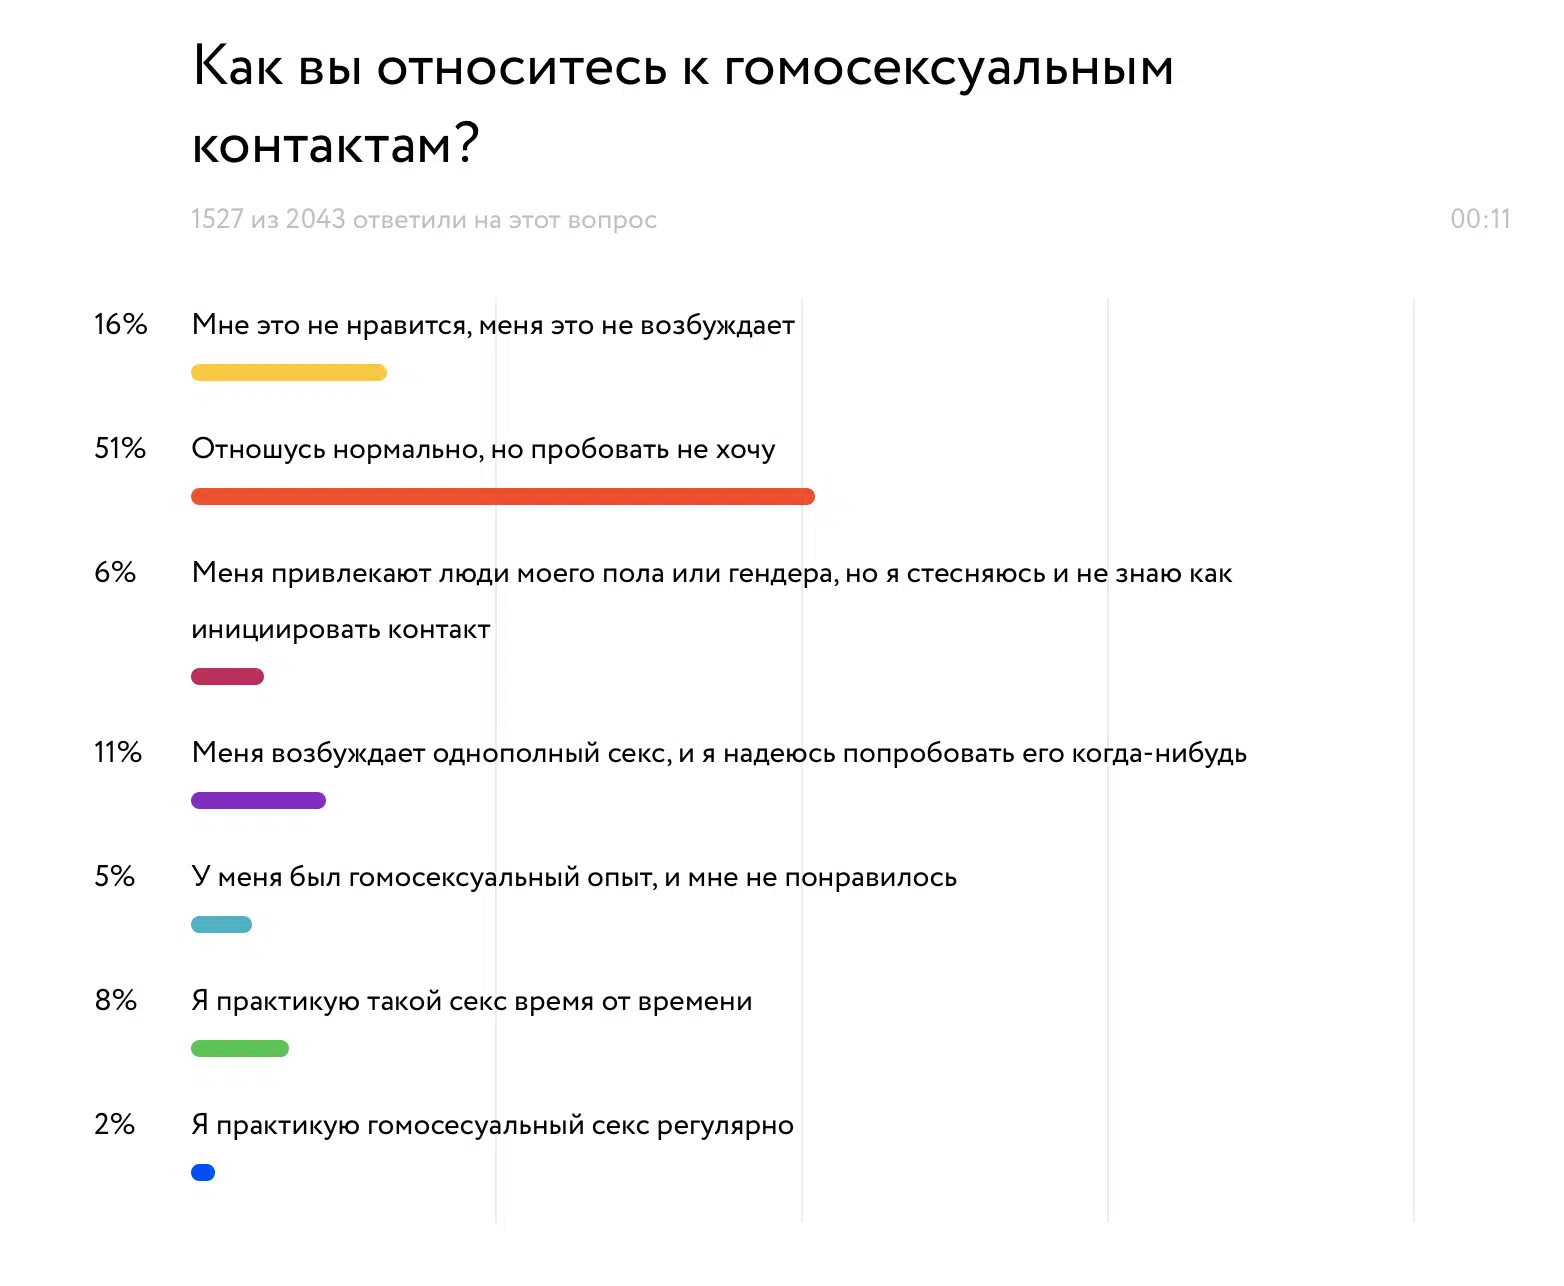 Как вы относитесь к гомосексуальным
контактам?
1527 из 2043 ответили на этот вопрос
00:11
16%
Мне это не нравится, меня это не возбуждает
51%
Отношусь нормально, но пробовать не хочу
6%
Меня привлекают люди моего пола или гендера, но я стесняюсь и не знаю как
инициировать контакт
11%
Меня возбуждает однополный секс, и я надеюсь попробовать его когда-нибудь
5%
У меня был гомосексуальный опыт, и мне не понравилось
8%
Я практикую такой секс время от времени
2%
Я практикую гомосесуальный секс регулярно